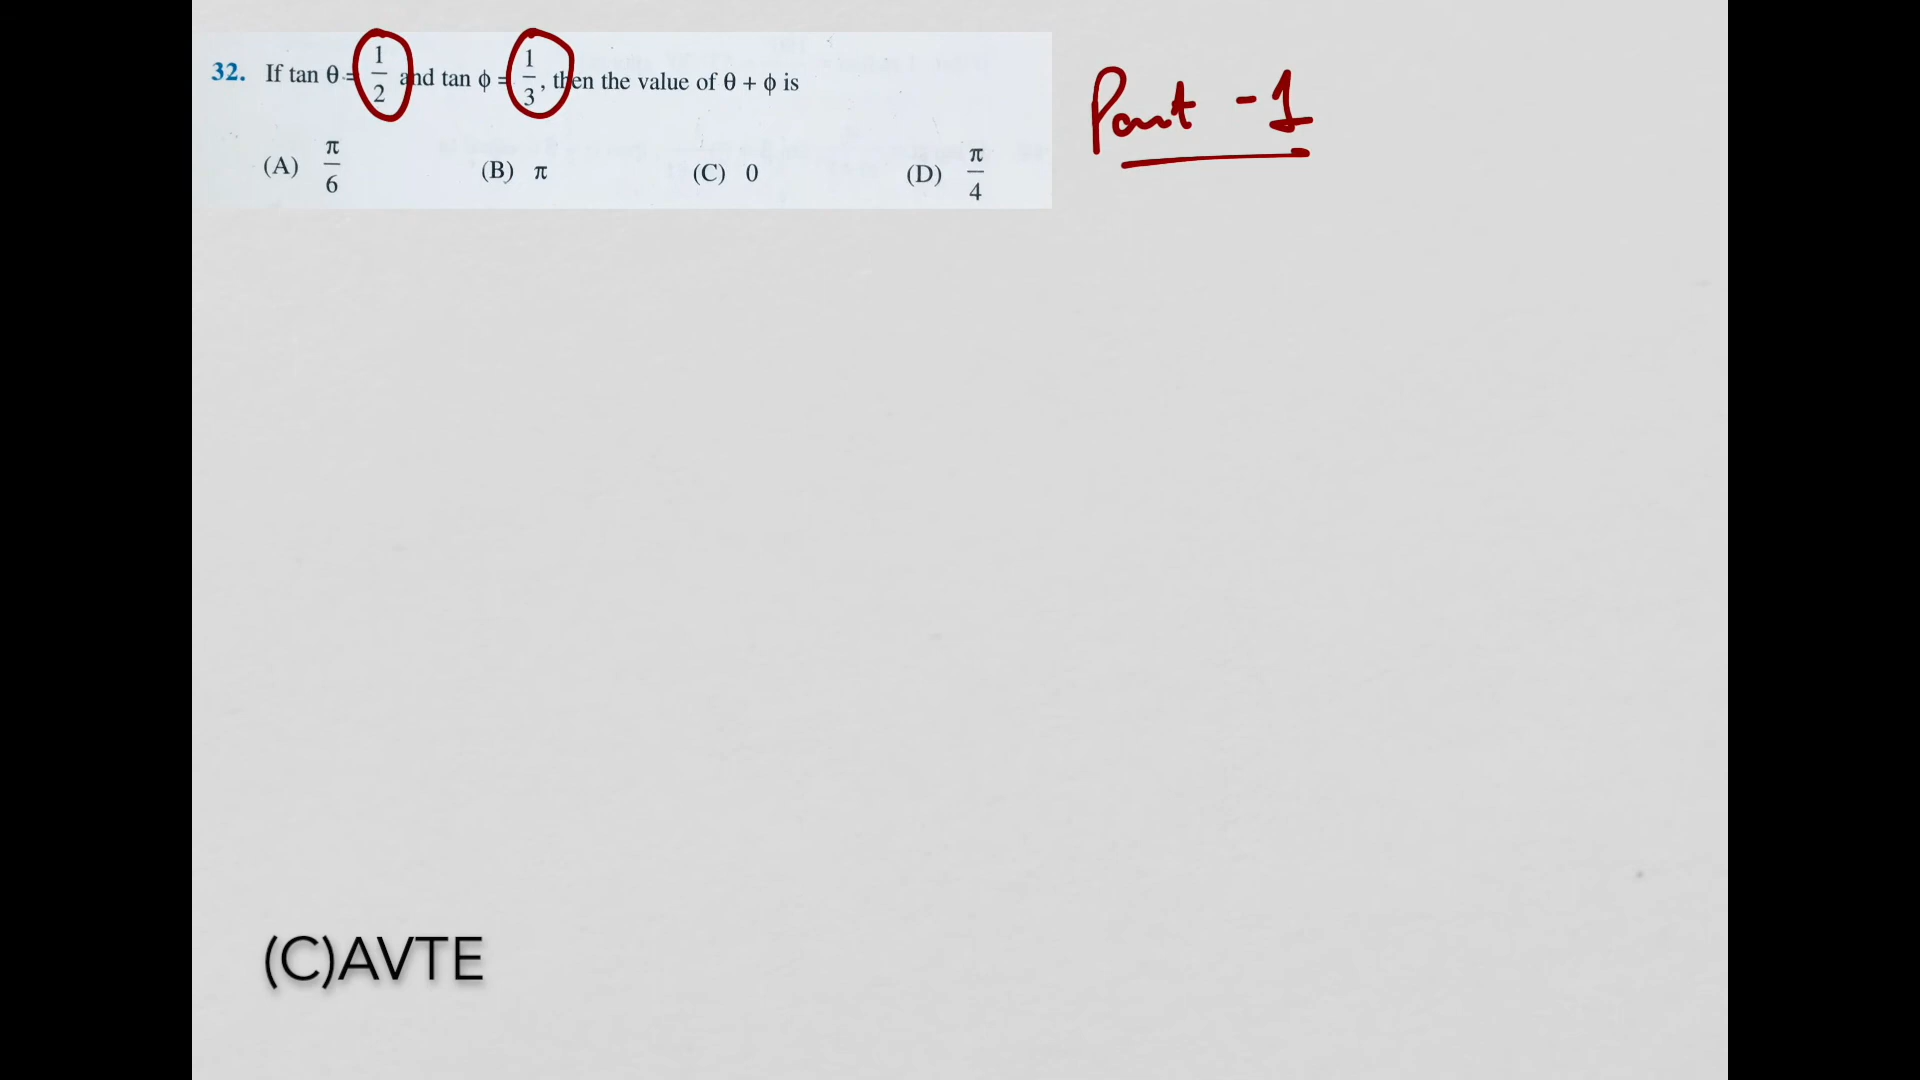 32. If tan θ = 1/2 and tan ϕ = 1/3, then the value of θ + ϕ is
(A) π/6 (B) π (C) 0 (D) π/4
Part -1
(C)AVTE